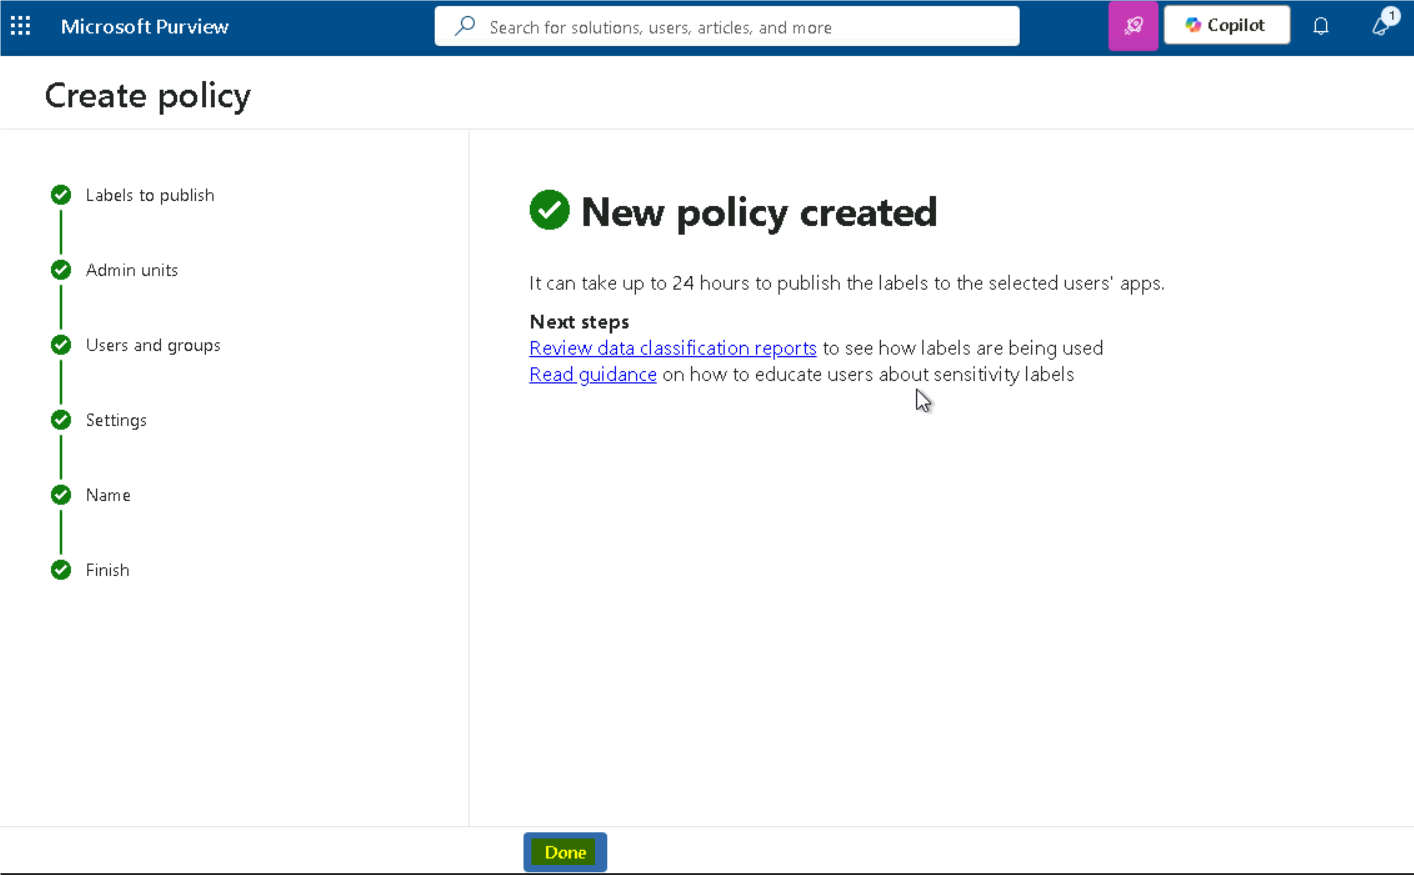 Microsoft Purview
Search for solutions, users, articles, and more
Copilot
1
Create policy
Labels to publish
Admin units
Users and groups
Settings
Name
Finish
New policy created
It can take up to 24 hours to publish the labels to the selected users' apps.
Next steps
Review data classification reports to see how labels are being used
Read guidance on how to educate users about sensitivity labels
Done